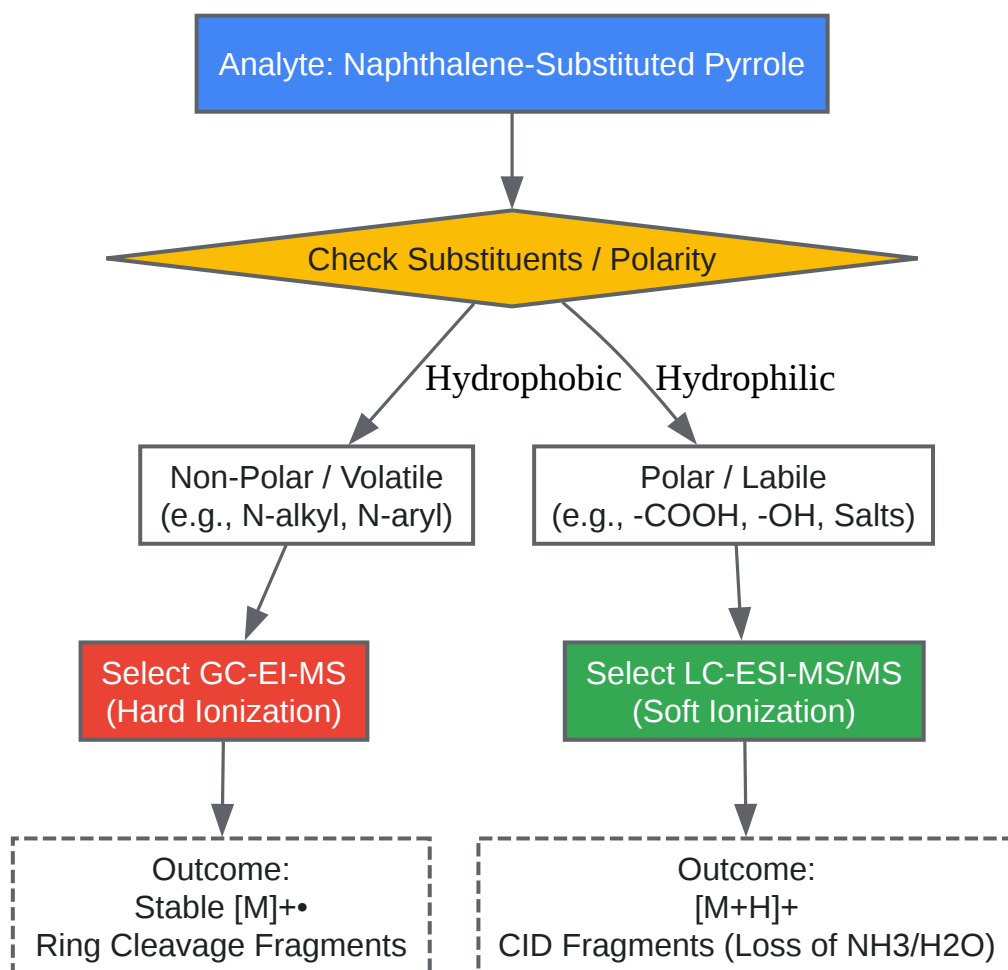 Analyte: Naphthalene-Substituted Pyrrole
Check Substituents / Polarity
Hydrophobic
Hydrophilic
Non-Polar / Volatile
(e.g., N-alkyl, N-aryl)
Polar / Labile
(e.g., -COOH, -OH, Salts)
Select GC-EI-MS
(Hard Ionization)
Select LC-ESI-MS/MS
(Soft Ionization)
Outcome:
Stable [M]+•
Ring Cleavage Fragments
Outcome:
[M+H]+
CID Fragments (Loss of NH3/H2O)